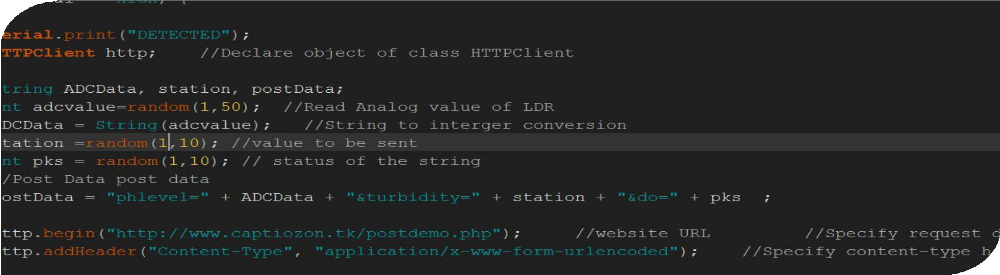 erial.print("DETECTED");
TTPClient http;    //Declare object of class HTTPClient
tring ADCData, station, postData;
nt adcvalue=random(1,50);  //Read Analog value of LDR
DCData = String(adcvalue);   //String to interger conversion
tation =random(1,10); //value to be sent
nt pks = random(1,10); // status of the string
/Post Data post data
ostData = "phlevel=" + ADCData + "&turbidity=" + station + "&do=" + pks  ;
ttp.begin("http://www.captiozon.tk/postdemo.php");     //website URL         //Specify request
ttp.addHeader("Content-Type", "application/x-www-form-urlencoded");    //Specify content-type